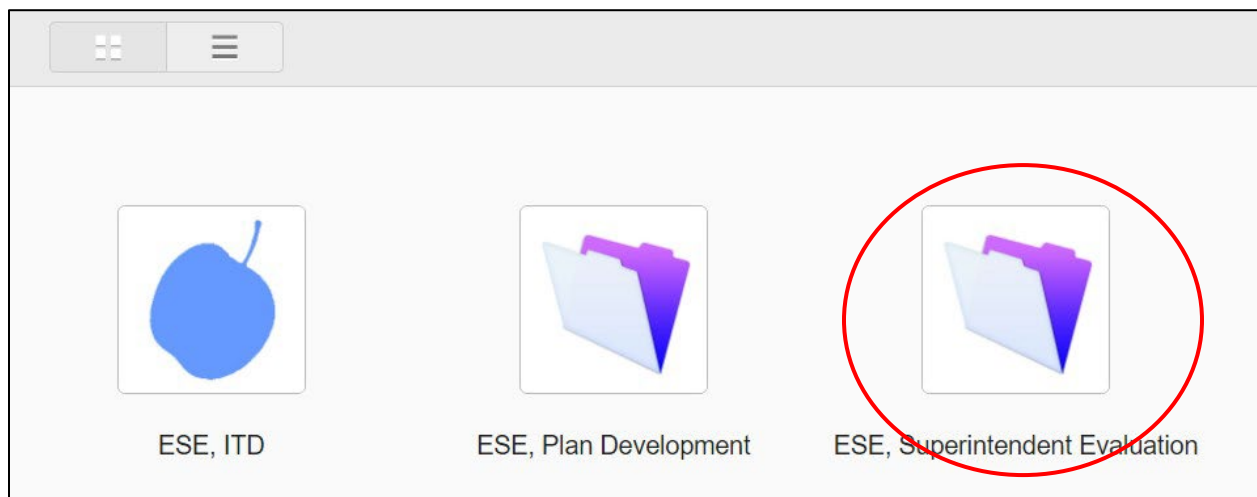 ESE, ITD
ESE, Plan Development
ESE, Superintendent Evaluation